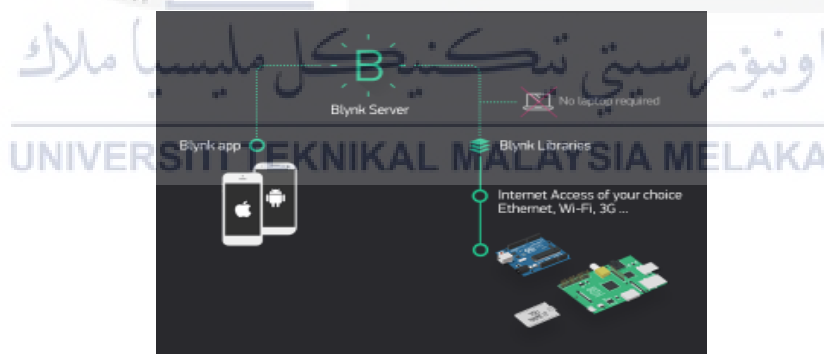 اونيۏرسيتي تيكنيكل مليسيا ملاك
B
Blynk Server
No laptop required
Blynk app
Blynk Libraries
UNIVERSITI TEKNIKAL MALAYSIA MELAKA
Internet Access of your choice
Ethernet, Wi-Fi, 3G ...